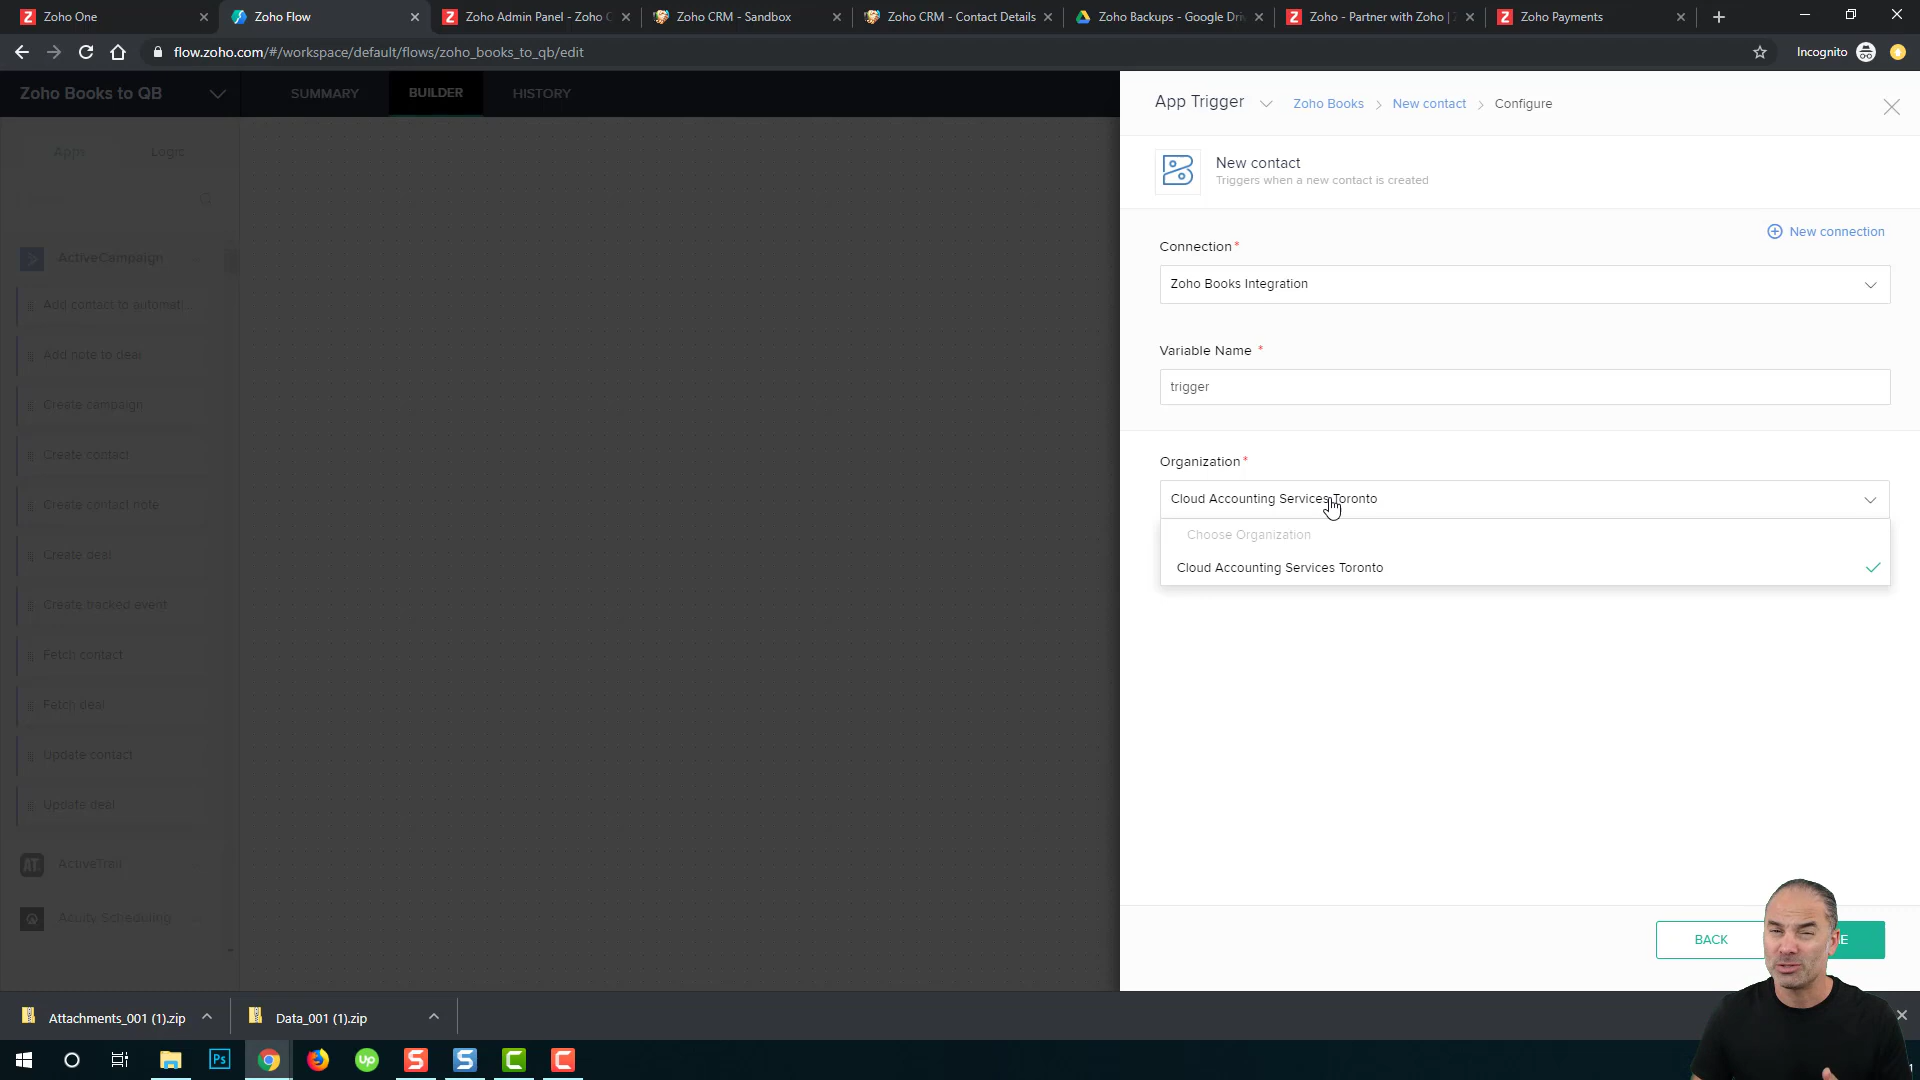 Zoho One
Zoho Flow
Zoho Admin Panel - Zoho
Zoho CRM - Sandbox
Zoho CRM - Contact Details
Zoho Backups - Google Dri
Zoho - Partner with Zoho |
Zoho Payments
flow.zoho.com/#/workspace/default/flows/zoho_books_to_qb/edit
Incognito
Zoho Books to QB
SUMMARY
BUILDER
HISTORY
App Trigger
Zoho Books
New contact
Configure
Apps
Logic
New contact
Triggers when a new contact is created
New connection
Connection*
Zoho Books Integration
Variable Name *
trigger
Organization*
Cloud Accounting Services Toronto
Choose Organization
Cloud Accounting Services Toronto
ActiveCampaign
Add contact to automati...
Add note to deal
Create campaign
Create contact
Create contact note
Create deal
Create tracked event
Fetch contact
Fetch deal
Update contact
Update deal
AT.
ActiveTrail
Acuity Scheduling
BACK
Attachments_001 (1).zip
Data_001 (1).zip
Ps
Up
S
S
C
C